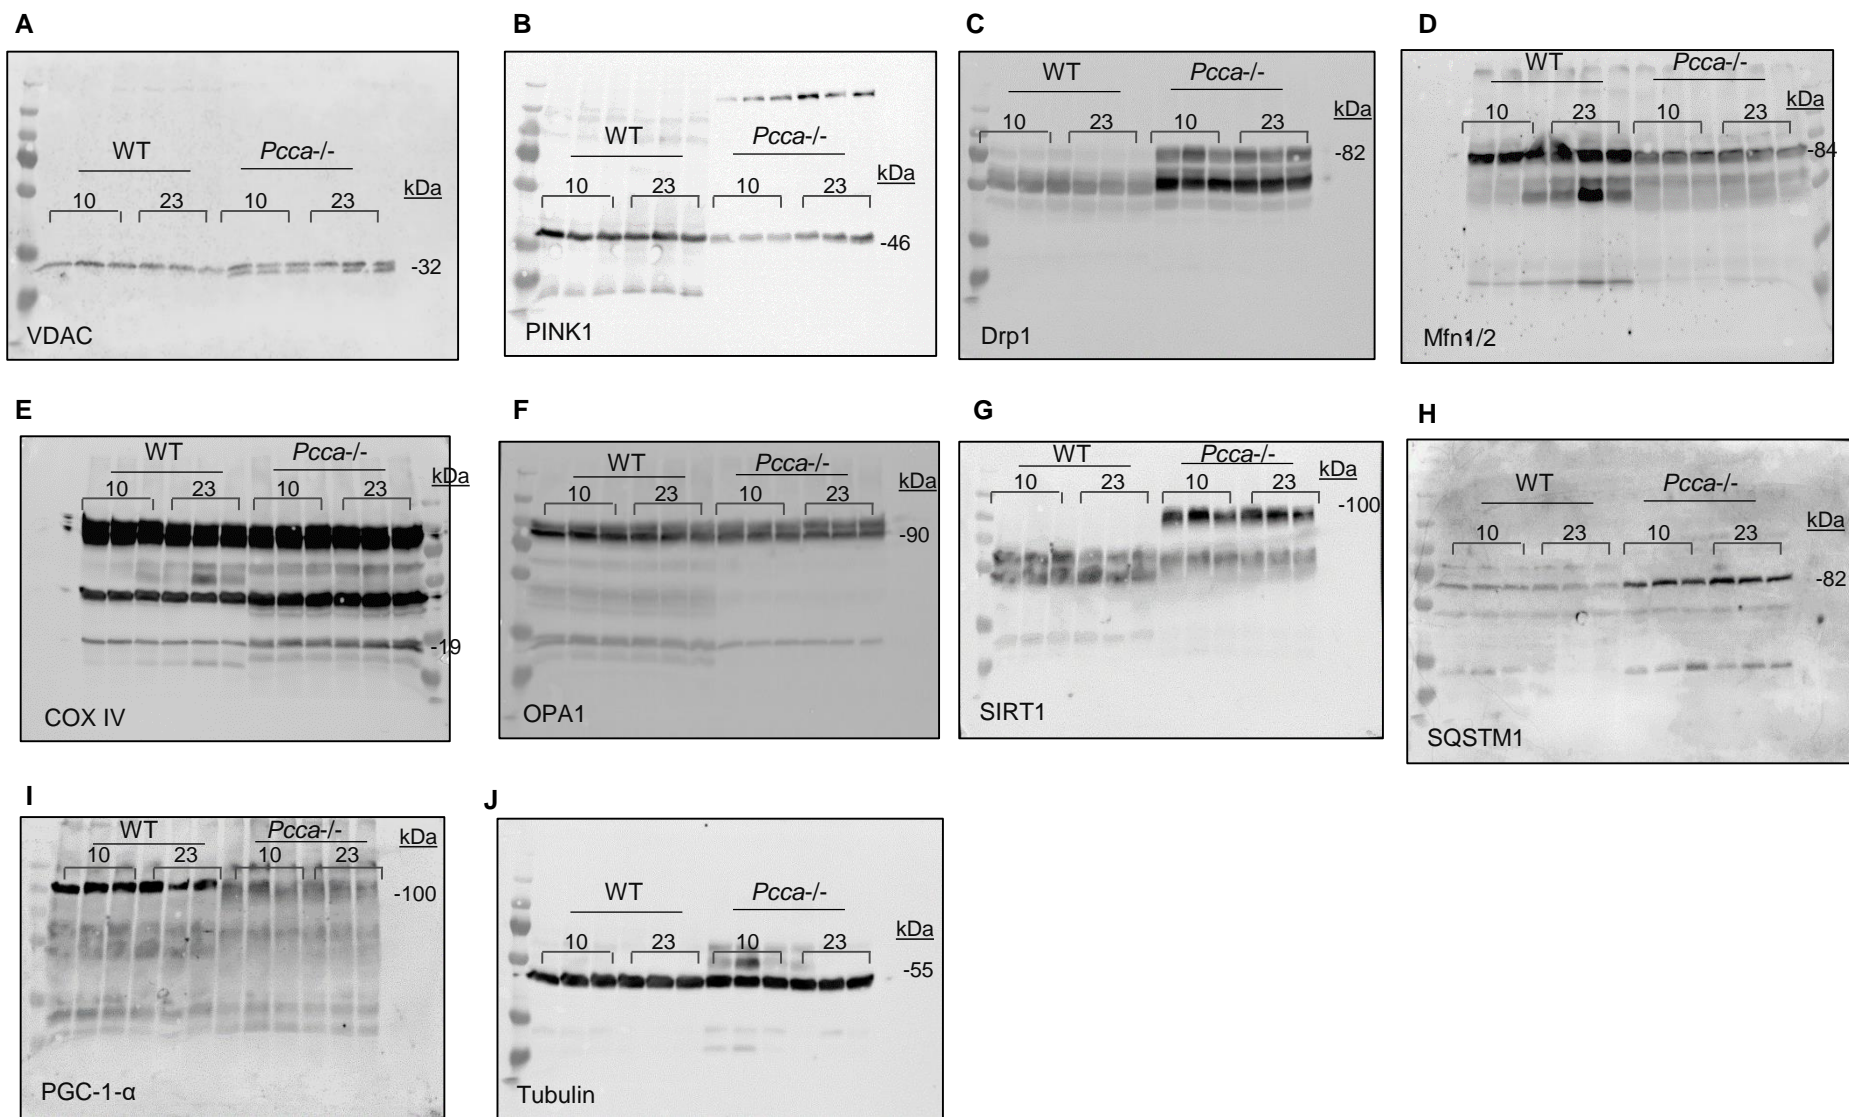 A
WT
Pcca-/-
kDa
10 23 10 23
-32
VDAC
B
WT
Pcca-/-
kDa
10 23 10 23
-46
PINK1
C
WT
Pcca-/-
kDa
10 23 10 23
-82
Drp1
D
WT
Pcca-/-
kDa
10 23 10 23
-84
Mfn1/2
E
WT
Pcca-/-
kDa
10 23 10 23
-19
COX IV
F
WT
Pcca-/-
kDa
10 23 10 23
-90
OPA1
G
WT
Pcca-/-
kDa
10 23 10 23
-100
SIRT1
H
WT
Pcca-/-
kDa
10 23 10 23
-82
SQSTM1
I
WT
Pcca-/-
kDa
10 23 10 23
-100
PGC-1-α
J
WT
Pcca-/-
kDa
10 23 10 23
-55
Tubulin